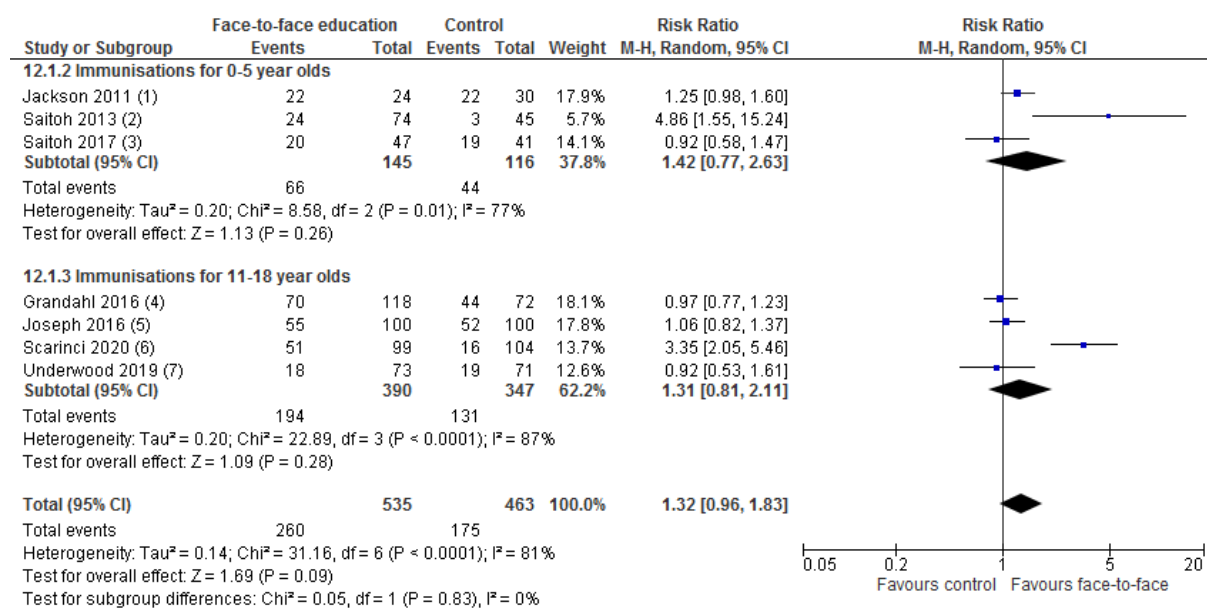 Face-to-face education Control Risk Ratio Risk Ratio
Study or Subgroup Events Total Events Total Weight M-H, Random, 95% CI M-H, Random, 95% CI
12.1.2 Immunisations for 0-5 year olds
Jackson 2011 (1) 22 24 22 30 17.9% 1.25 [0.98, 1.60]
Saitoh 2013 (2) 24 74 3 45 5.7% 4.86 [1.55, 15.24]
Saitoh 2017 (3) 20 47 19 41 14.1% 0.92 [0.58, 1.47]
Subtotal (95% CI) 145 116 37.8% 1.42 [0.77, 2.63]
Total events 66 44
Heterogeneity: Tau² = 0.20; Chi² = 8.58, df = 2 (P = 0.01); I² = 77%
Test for overall effect: Z = 1.13 (P = 0.26)
12.1.3 Immunisations for 11-18 year olds
Grandahl 2016 (4) 70 118 44 72 18.1% 0.97 [0.77, 1.23]
Joseph 2016 (5) 55 100 52 100 17.8% 1.06 [0.82, 1.37]
Scarinci 2020 (6) 51 99 16 104 13.7% 3.35 [2.05, 5.46]
Underwood 2019 (7) 18 73 19 71 12.6% 0.92 [0.53, 1.61]
Subtotal (95% CI) 390 347 62.2% 1.31 [0.81, 2.11]
Total events 194 131
Heterogeneity: Tau² = 0.20; Chi² = 22.89, df = 3 (P < 0.0001); I² = 87%
Test for overall effect: Z = 1.09 (P = 0.28)
Total (95% CI) 535 463 100.0% 1.32 [0.96, 1.83]
Total events 260 175
Heterogeneity: Tau² = 0.14; Chi² = 31.16, df = 6 (P < 0.0001); I² = 81%
Test for overall effect: Z = 1.69 (P = 0.09)
Test for subgroup differences: Chi² = 0.05, df = 1 (P = 0.83), I² = 0%
0.05 0.2 1 5 20
Favours control Favours face-to-face